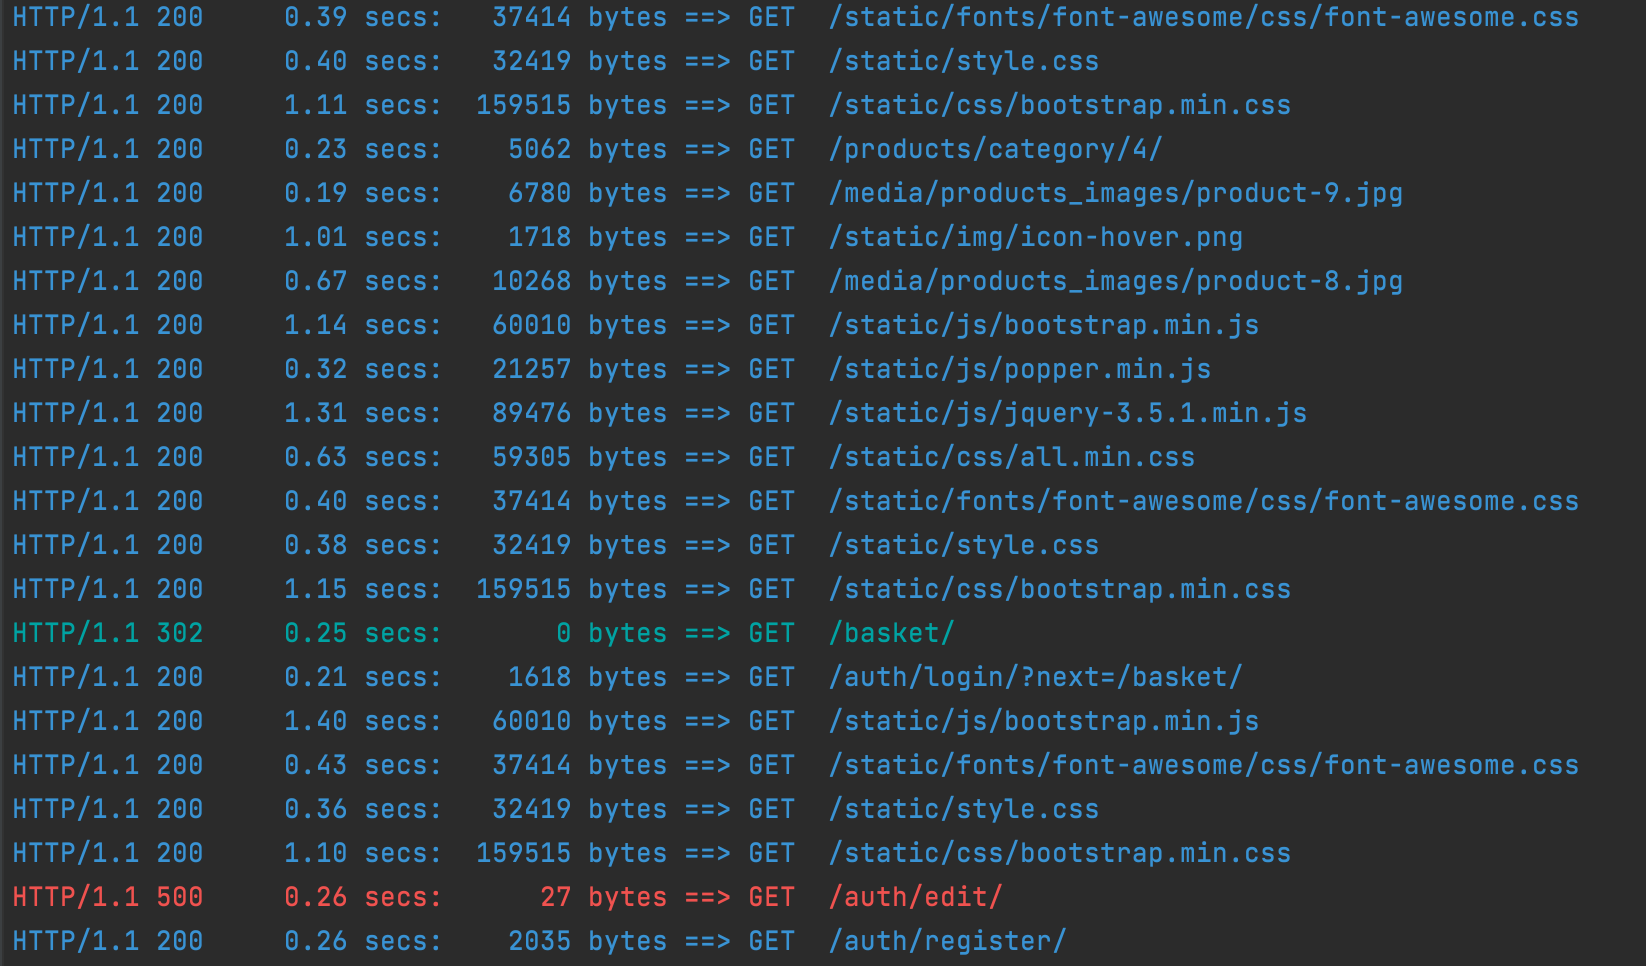 HTTP/1.1 200     0.39 secs:   37414 bytes ==> GET  /static/fonts/font-awesome/css/font-awesome.css
HTTP/1.1 200     0.40 secs:   32419 bytes ==> GET  /static/style.css
HTTP/1.1 200     1.11 secs:  159515 bytes ==> GET  /static/css/bootstrap.min.css
HTTP/1.1 200     0.23 secs:    5062 bytes ==> GET  /products/category/4/
HTTP/1.1 200     0.19 secs:    6780 bytes ==> GET  /media/products_images/product-9.jpg
HTTP/1.1 200     1.01 secs:    1718 bytes ==> GET  /static/img/icon-hover.png
HTTP/1.1 200     0.67 secs:   10268 bytes ==> GET  /media/products_images/product-8.jpg
HTTP/1.1 200     1.14 secs:   60010 bytes ==> GET  /static/js/bootstrap.min.js
HTTP/1.1 200     0.32 secs:   21257 bytes ==> GET  /static/js/popper.min.js
HTTP/1.1 200     1.31 secs:   89476 bytes ==> GET  /static/js/jquery-3.5.1.min.js
HTTP/1.1 200     0.63 secs:   59305 bytes ==> GET  /static/css/all.min.css
HTTP/1.1 200     0.40 secs:   37414 bytes ==> GET  /static/fonts/font-awesome/css/font-awesome.css
HTTP/1.1 200     0.38 secs:   32419 bytes ==> GET  /static/style.css
HTTP/1.1 200     1.15 secs:  159515 bytes ==> GET  /static/css/bootstrap.min.css
HTTP/1.1 302     0.25 secs:       0 bytes ==> GET  /basket/
HTTP/1.1 200     0.21 secs:    1618 bytes ==> GET  /auth/login/?next=/basket/
HTTP/1.1 200     1.40 secs:   60010 bytes ==> GET  /static/js/bootstrap.min.js
HTTP/1.1 200     0.43 secs:   37414 bytes ==> GET  /static/fonts/font-awesome/css/font-awesome.css
HTTP/1.1 200     0.36 secs:   32419 bytes ==> GET  /static/style.css
HTTP/1.1 200     1.10 secs:  159515 bytes ==> GET  /static/css/bootstrap.min.css
HTTP/1.1 500     0.26 secs:      27 bytes ==> GET  /auth/edit/
HTTP/1.1 200     0.26 secs:    2035 bytes ==> GET  /auth/register/